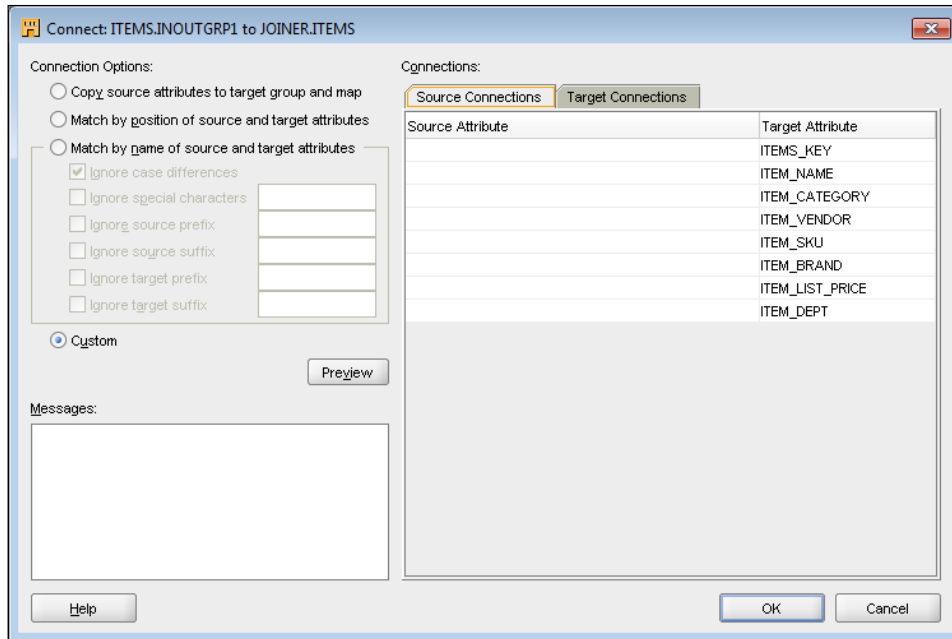 Connect: ITEMS.INOUTGRP1 to JOINER.ITEMS
Connection Options:
Copy source attributes to target group and map
Match by position of source and target attributes
Match by name of source and target attributes
Ignore case differences
Ignore special characters
Ignore source prefix
Ignore source suffix
Ignore target prefix
Ignore target suffix
Custom
Preview
Messages:
Connections:
Source Connections Target Connections
Source Attribute Target Attribute
ITEMS_KEY
ITEM_NAME
ITEM_CATEGORY
ITEM_VENDOR
ITEM_SKU
ITEM_BRAND
ITEM_LIST_PRICE
ITEM_DEPT
Help OK Cancel